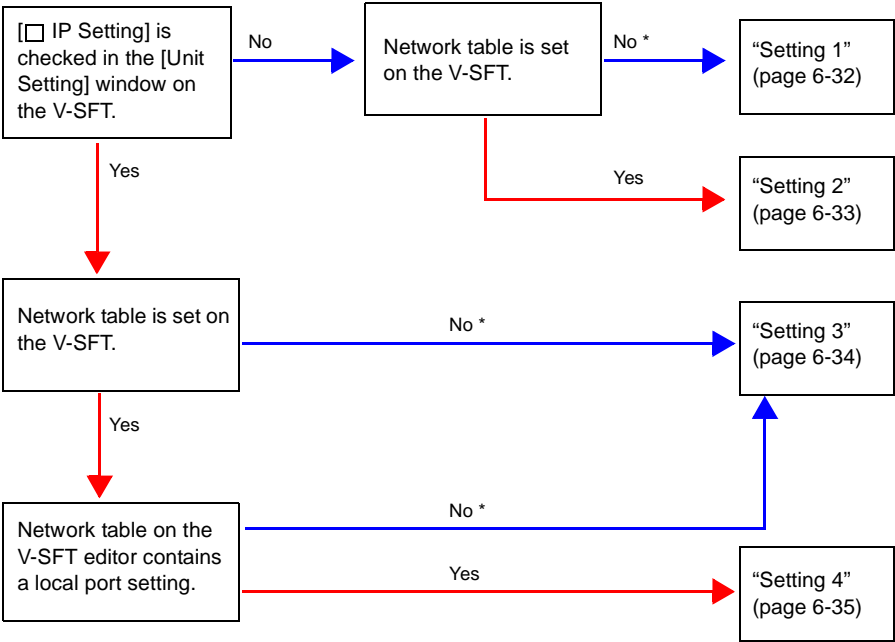 [□ IP Setting] is
checked in the [Unit
Setting] window on
the V-SFT.
No
Network table is set
on the V-SFT.
No *
“Setting 1”
(page 6-32)
Yes
Yes
“Setting 2”
(page 6-33)
Network table is set on
the V-SFT.
No *
“Setting 3”
(page 6-34)
Yes
Network table on the
V-SFT editor contains
a local port setting.
No *
Yes
“Setting 4”
(page 6-35)